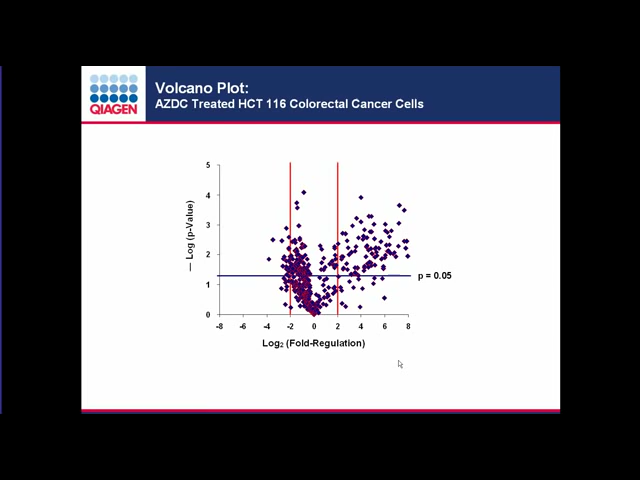 QIAGEN
Volcano Plot:
AZDC Treated HCT 116 Colorectal Cancer Cells
5
4
3
2
1
0
— Log (p-Value)
p = 0.05
-8 -6 -4 -2 0 2 4 6 8
Log₂ (Fold-Regulation)